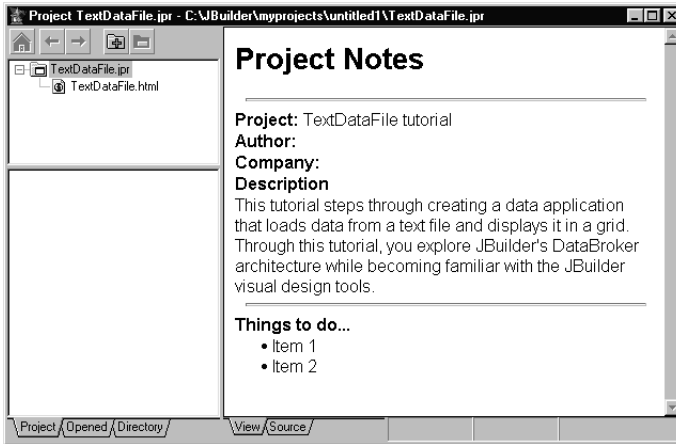 Project TextDataFile.jpr - C:\JBuilder\myprojects\untitled1\TextDataFile.jpr
TextDataFile.jpr
TextDataFile.html
Project Notes
Project: TextDataFile tutorial
Author:
Company:
Description
This tutorial steps through creating a data application
that loads data from a text file and displays it in a grid.
Through this tutorial, you explore JBuilder's DataBroker
architecture while becoming familiar with the JBuilder
visual design tools.
Things to do...
• Item 1
• Item 2
Project Opened Directory
View Source